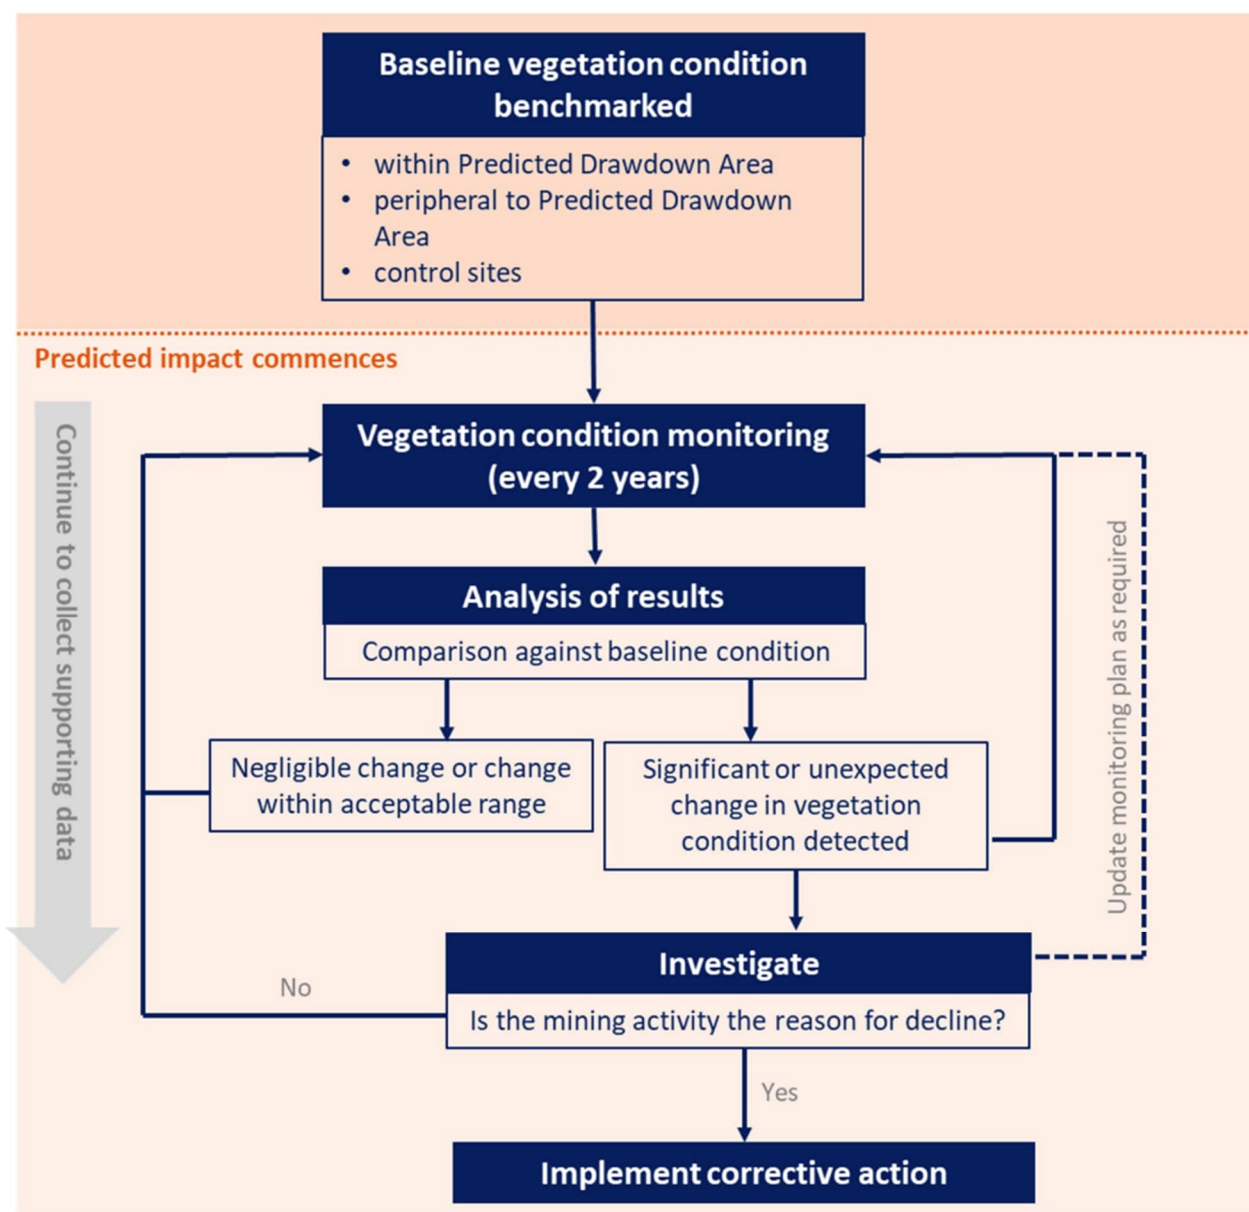 Baseline vegetation condition
benchmarked
• within Predicted Drawdown Area
• peripheral to Predicted Drawdown
Area
• control sites
Predicted impact commences
Continue to collect supporting data
Vegetation condition monitoring
(every 2 years)
Analysis of results
Comparison against baseline condition
Negligible change or change
within acceptable range
Significant or unexpected
change in vegetation
condition detected
Update monitoring plan as required
Investigate
Is the mining activity the reason for decline?
No
Yes
Implement corrective action